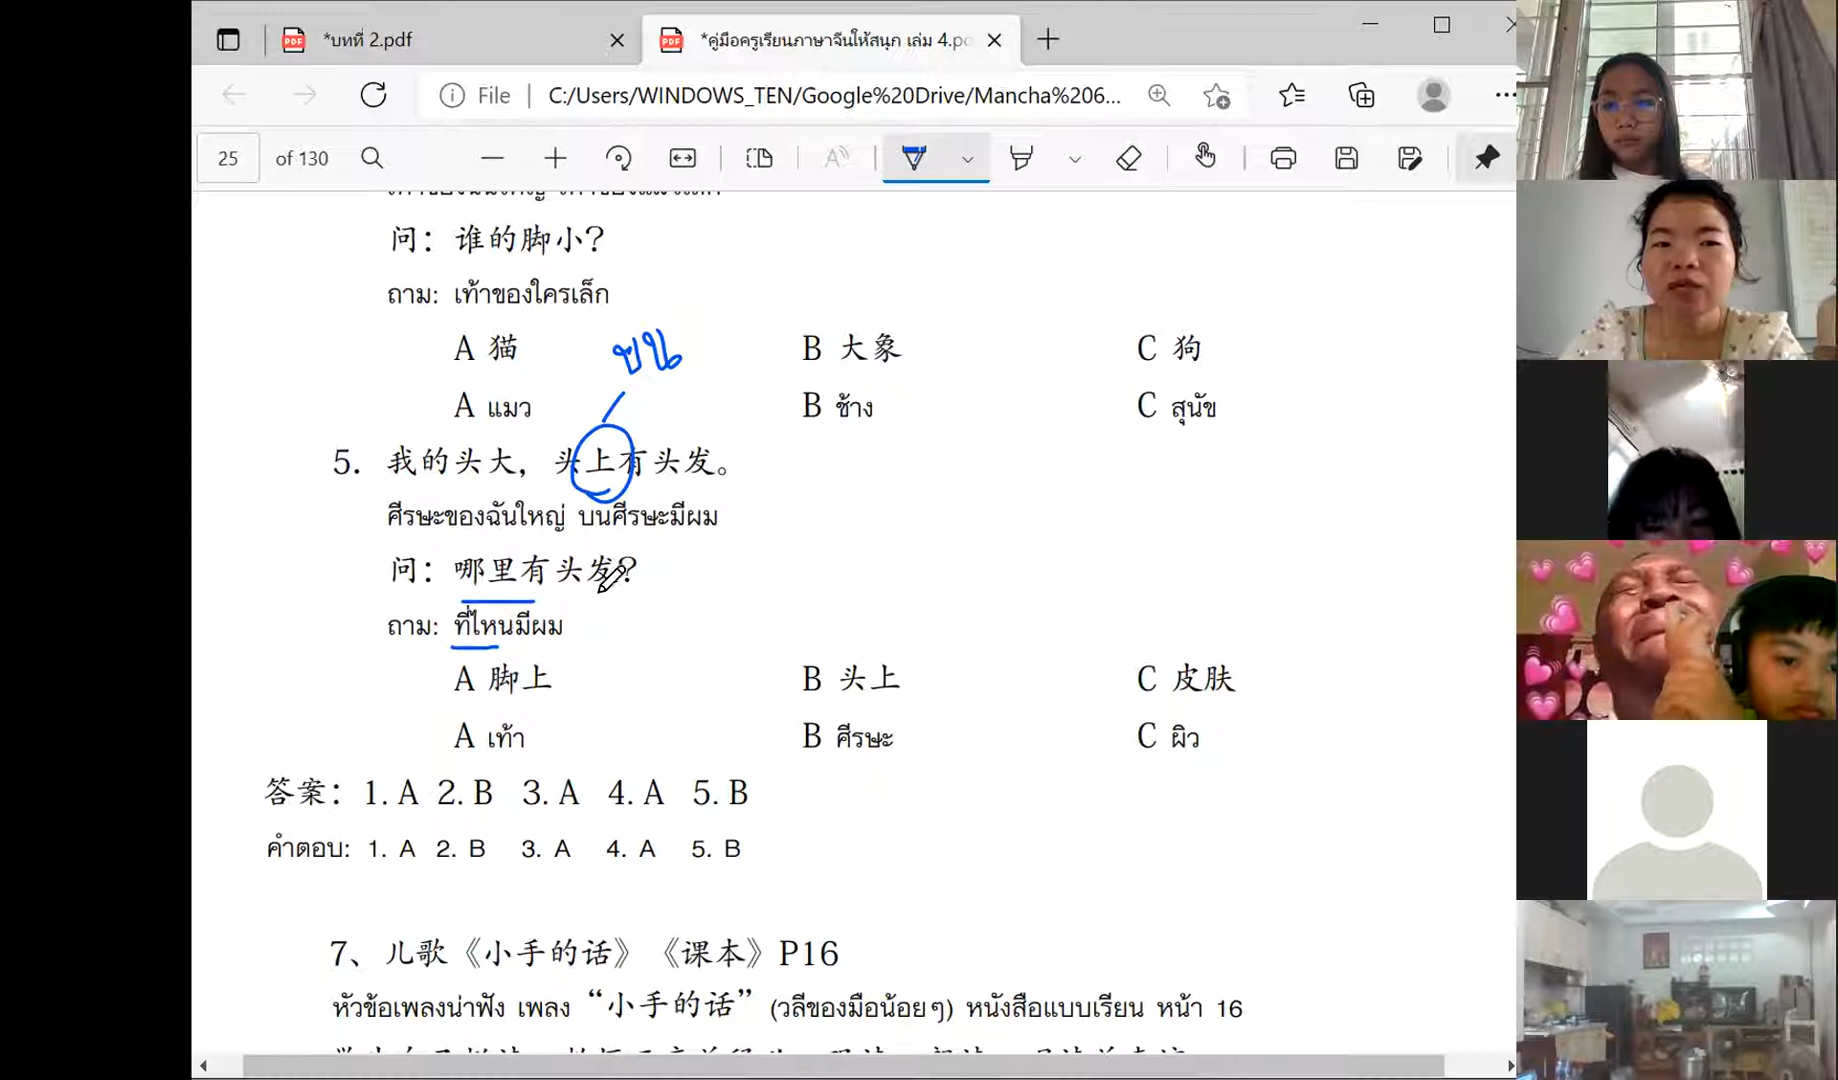 *บทที่ 2.pdf
*คู่มือครูเรียนภาษาจีนให้สนุก เล่ม 4.pd
File
C:/Users/WINDOWS_TEN/Google%20Drive/Mancha%206...
25 of 130
问：谁的脚小？
ถาม: เท้าของใครเล็ก
บน
A 猫 B 大象 C 狗
A แมว B ช้าง C สุนัข
5. 我的头大，头上有头发。
ศีรษะของฉันใหญ่ บนศีรษะมีผม
问：哪里有头发？
ถาม: ที่ไหนมีผม
A 脚上 B 头上 C 皮肤
A เท้า B ศีรษะ C ผิว
答案：1. A 2. B 3. A 4. A 5. B
คำตอบ: 1. A 2. B 3. A 4. A 5. B
7、儿歌《小手的话》《课本》P16
หัวข้อเพลงน่าฟัง เพลง “小手的话” (วลีของมือน้อยๆ) หนังสือแบบเรียน หน้า 16